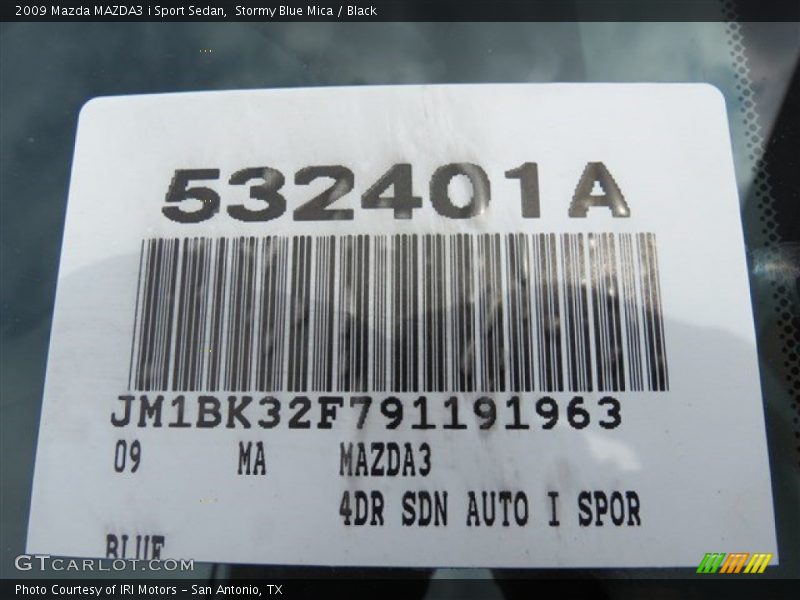 2009 Mazda MAZDA3 i Sport Sedan,  Stormy Blue Mica / Black
532401A
JM1BK32F791191963
09 MA MAZDA3
4DR SDN AUTO I SPOR
BLUE
GTCARLOT.COM
Photo Courtesy of IRI Motors – San Antonio, TX